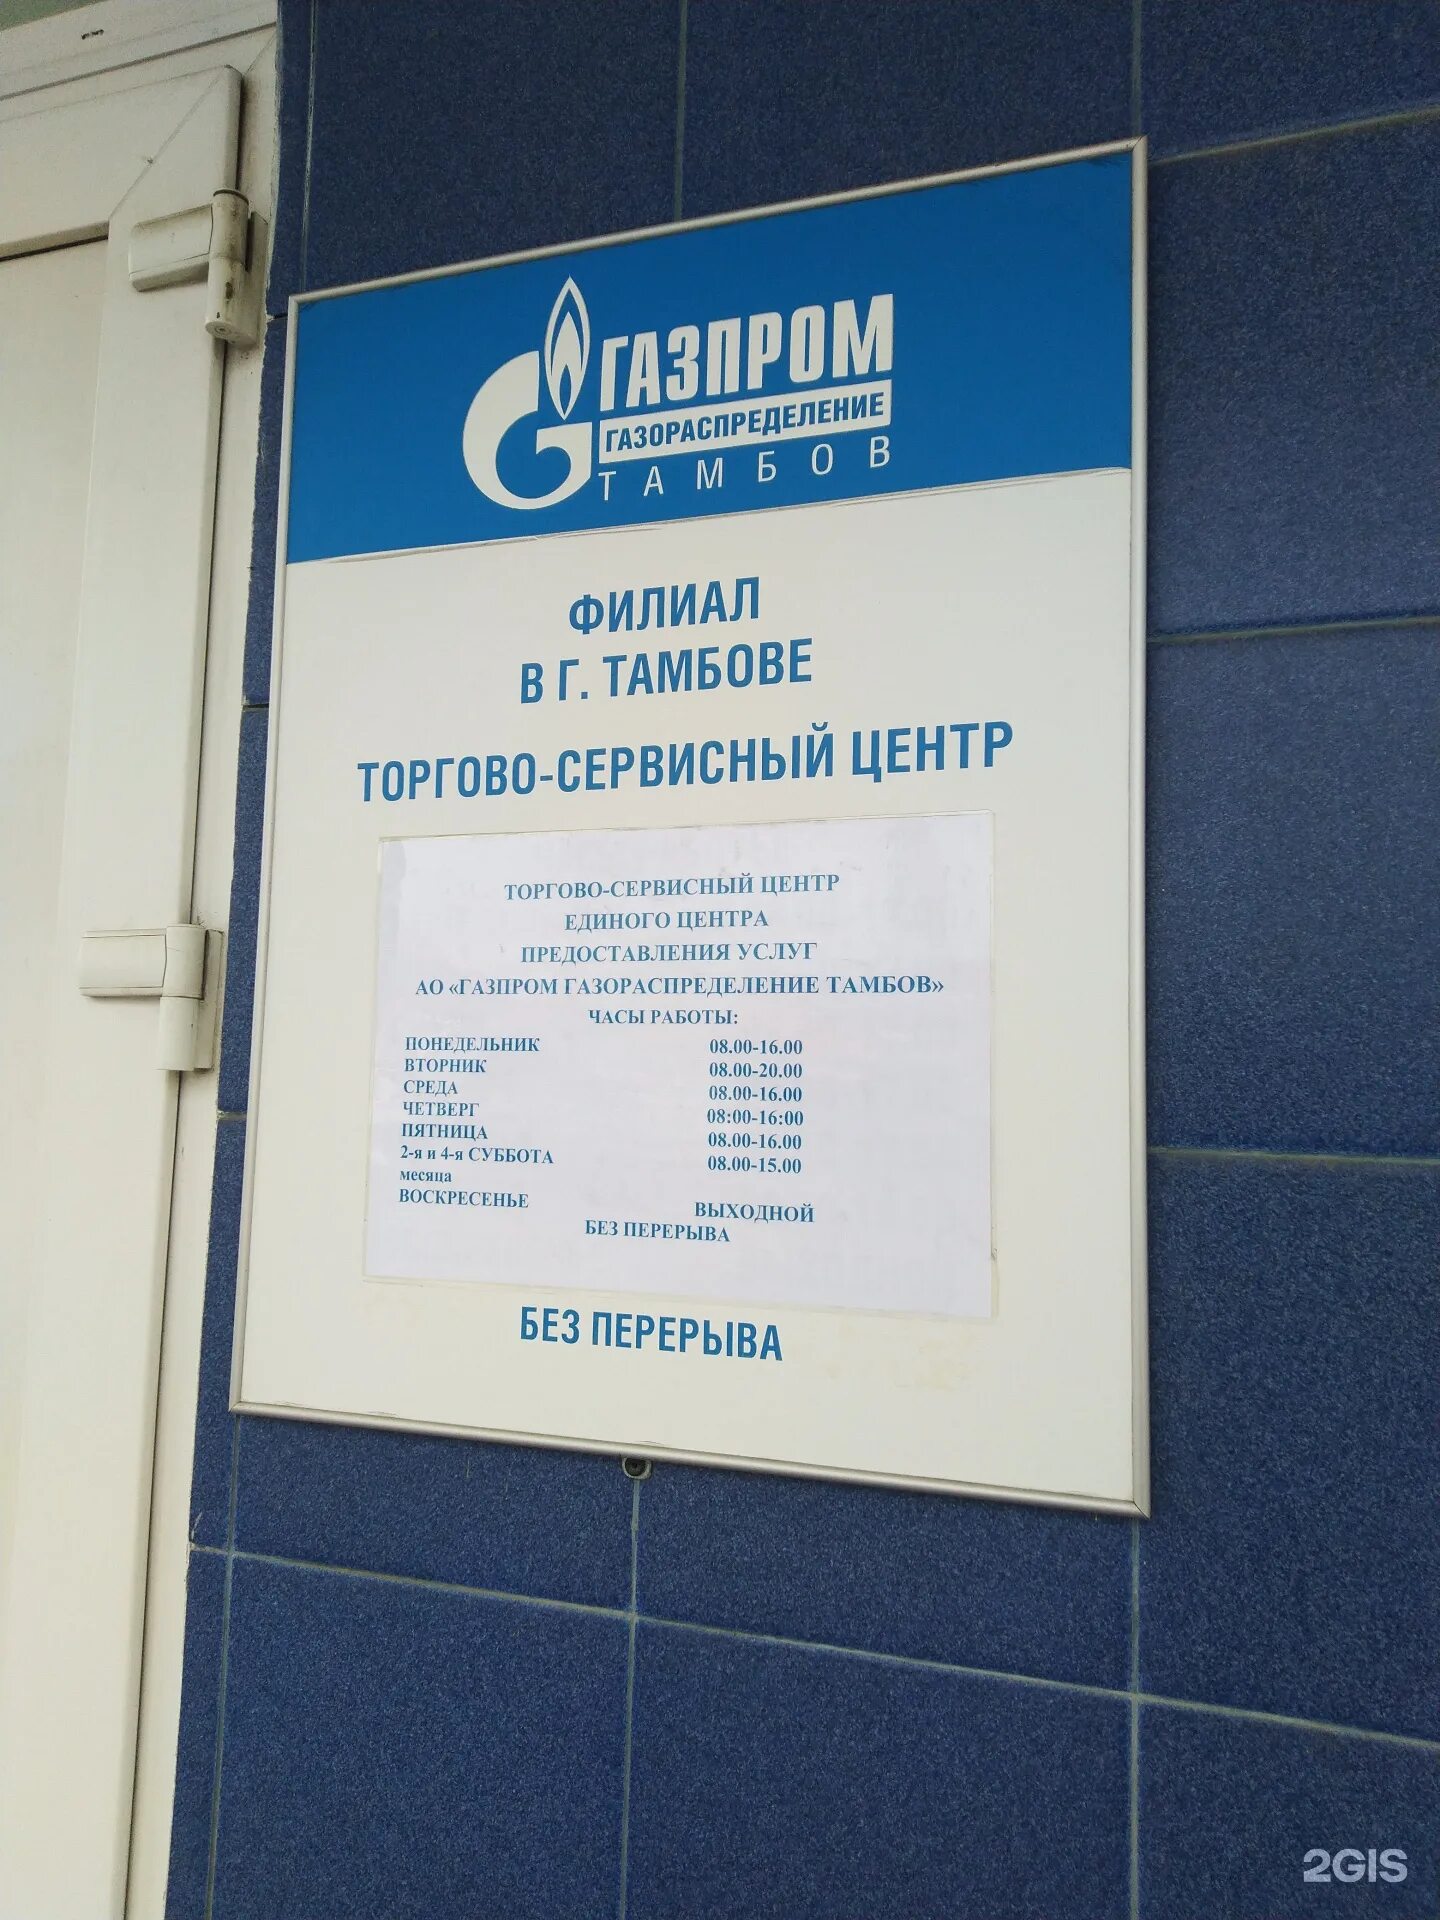 ГАЗПРОМ
ГАЗОРАСПРЕДЕЛЕНИЕ
ТАМБОВ
ФИЛИАЛ
В Г. ТАМБОВЕ
ТОРГОВО-СЕРВИСНЫЙ ЦЕНТР
ТОРГОВО-СЕРВИСНЫЙ ЦЕНТР
ЕДИНОГО ЦЕНТРА
ПРЕДОСТАВЛЕНИЯ УСЛУГ
АО «ГАЗПРОМ ГАЗОРАСПРЕДЕЛЕНИЕ ТАМБОВ»
ЧАСЫ РАБОТЫ:
ПОНЕДЕЛЬНИК 08.00-16.00
ВТОРНИК 08.00-20.00
СРЕДА 08.00-16.00
ЧЕТВЕРГ 08:00-16:00
ПЯТНИЦА 08.00-16.00
2-я и 4-я СУББОТА 08.00-15.00
месяца
ВОСКРЕСЕНЬЕ ВЫХОДНОЙ
БЕЗ ПЕРЕРЫВА
БЕЗ ПЕРЕРЫВА
2GIS